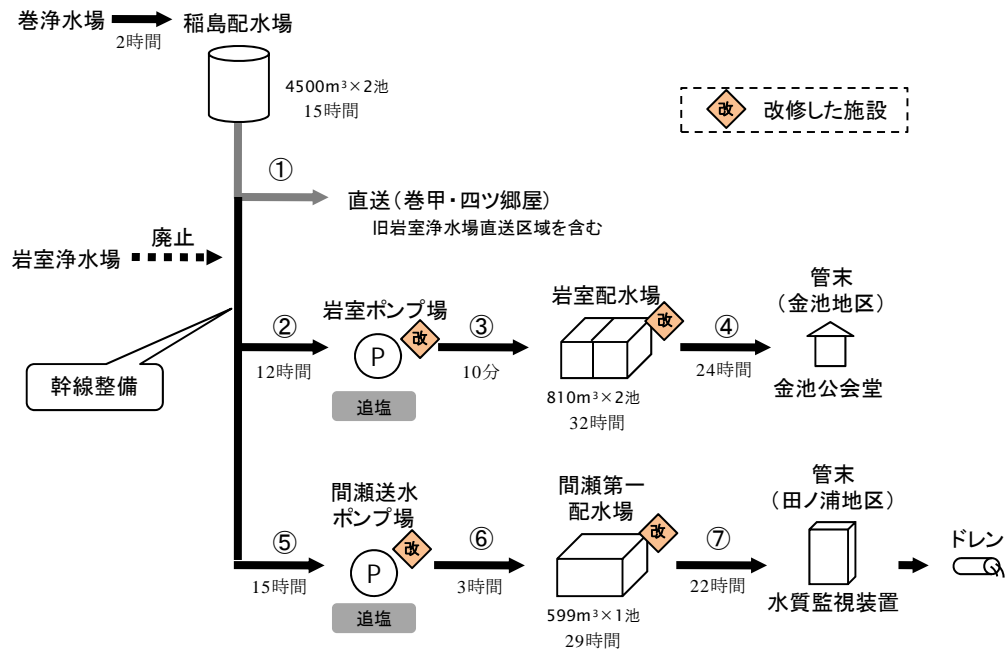 巻浄水場
2時間
稲島配水場
4500m³×2池
15時間
改 改修した施設
①
直送（巻甲・四ツ郷屋）
旧岩室浄水場直送区域を含む
廃止
岩室浄水場
幹線整備
②
12時間
岩室ポンプ場
改
P
追塩
③
10分
岩室配水場
改
810m³×2池
32時間
④
24時間
管末
（金池地区）
金池公会堂
⑤
15時間
間瀬送水
ポンプ場
改
P
追塩
⑥
3時間
間瀬第一
配水場
改
599m³×1池
29時間
⑦
22時間
管末
（田ノ浦地区）
水質監視装置
ドレン